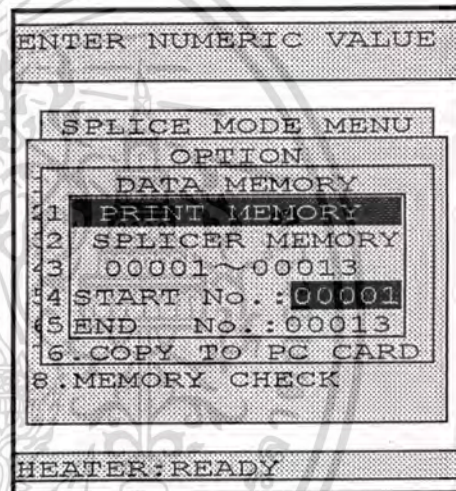 ENTER NUMERIC VALUE
SPLICE MODE MENU
OPTION
DATA MEMORY
1 PRINT MEMORY
2 SPLICER MEMORY
3 00001~00013
4 START No.:00001
5 END No.:00013
6.COPY TO PC CARD
8.MEMORY CHECK
HEATER:READY